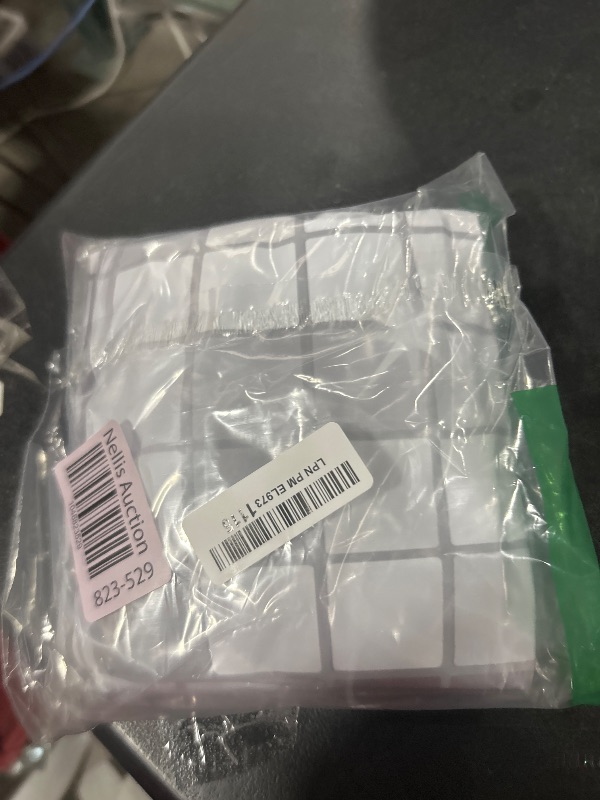 Nellis Auction
823-529
LPN PM EL973